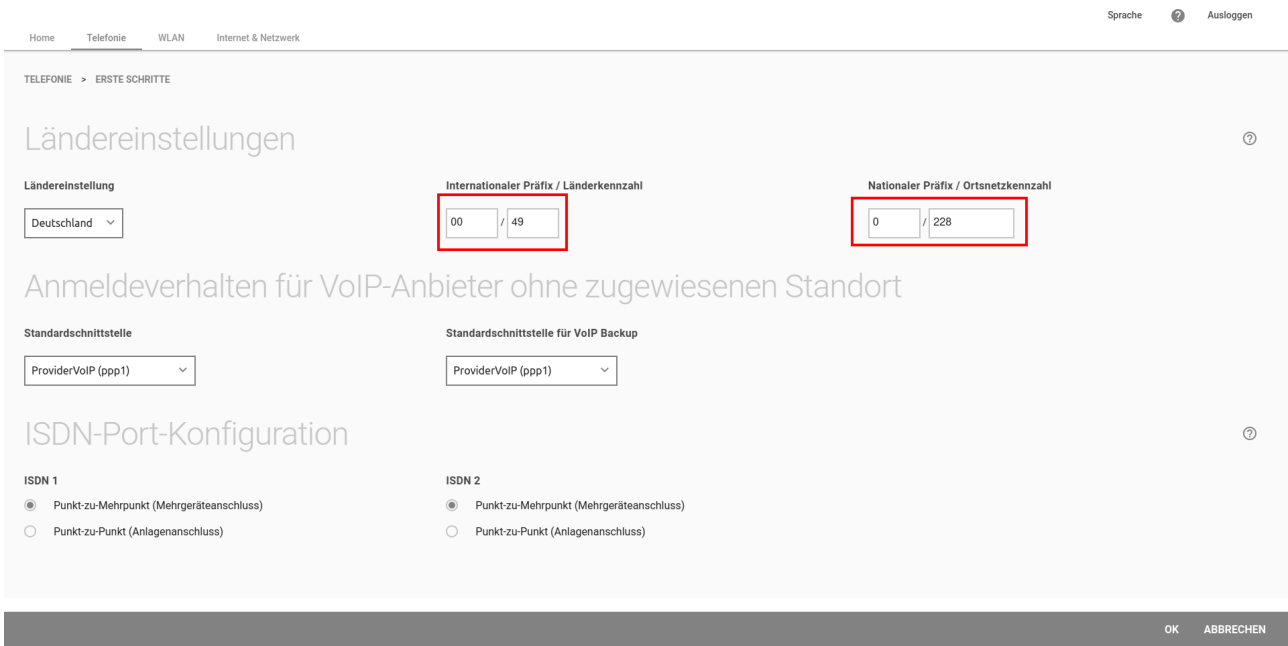 Sprache ? Ausloggen
Home Telefonie WLAN Internet & Netzwerk
TELEFONIE > ERSTE SCHRITTE
Ländereinstellungen ?
Ländereinstellung Internationaler Präfix / Länderkennzahl Nationaler Präfix / Ortsnetzkennzahl
Deutschland 00 / 49 0 / 228
Anmeldeverhalten für VoIP-Anbieter ohne zugewiesenen Standort
Standardschnittstelle Standardschnittstelle für VoIP Backup
ProviderVoIP (ppp1) ProviderVoIP (ppp1)
ISDN-Port-Konfiguration ?
ISDN 1 ISDN 2
Punkt-zu-Mehrpunkt (Mehrgeräteanschluss) Punkt-zu-Mehrpunkt (Mehrgeräteanschluss)
Punkt-zu-Punkt (Anlagenanschluss) Punkt-zu-Punkt (Anlagenanschluss)
OK ABBRECHEN